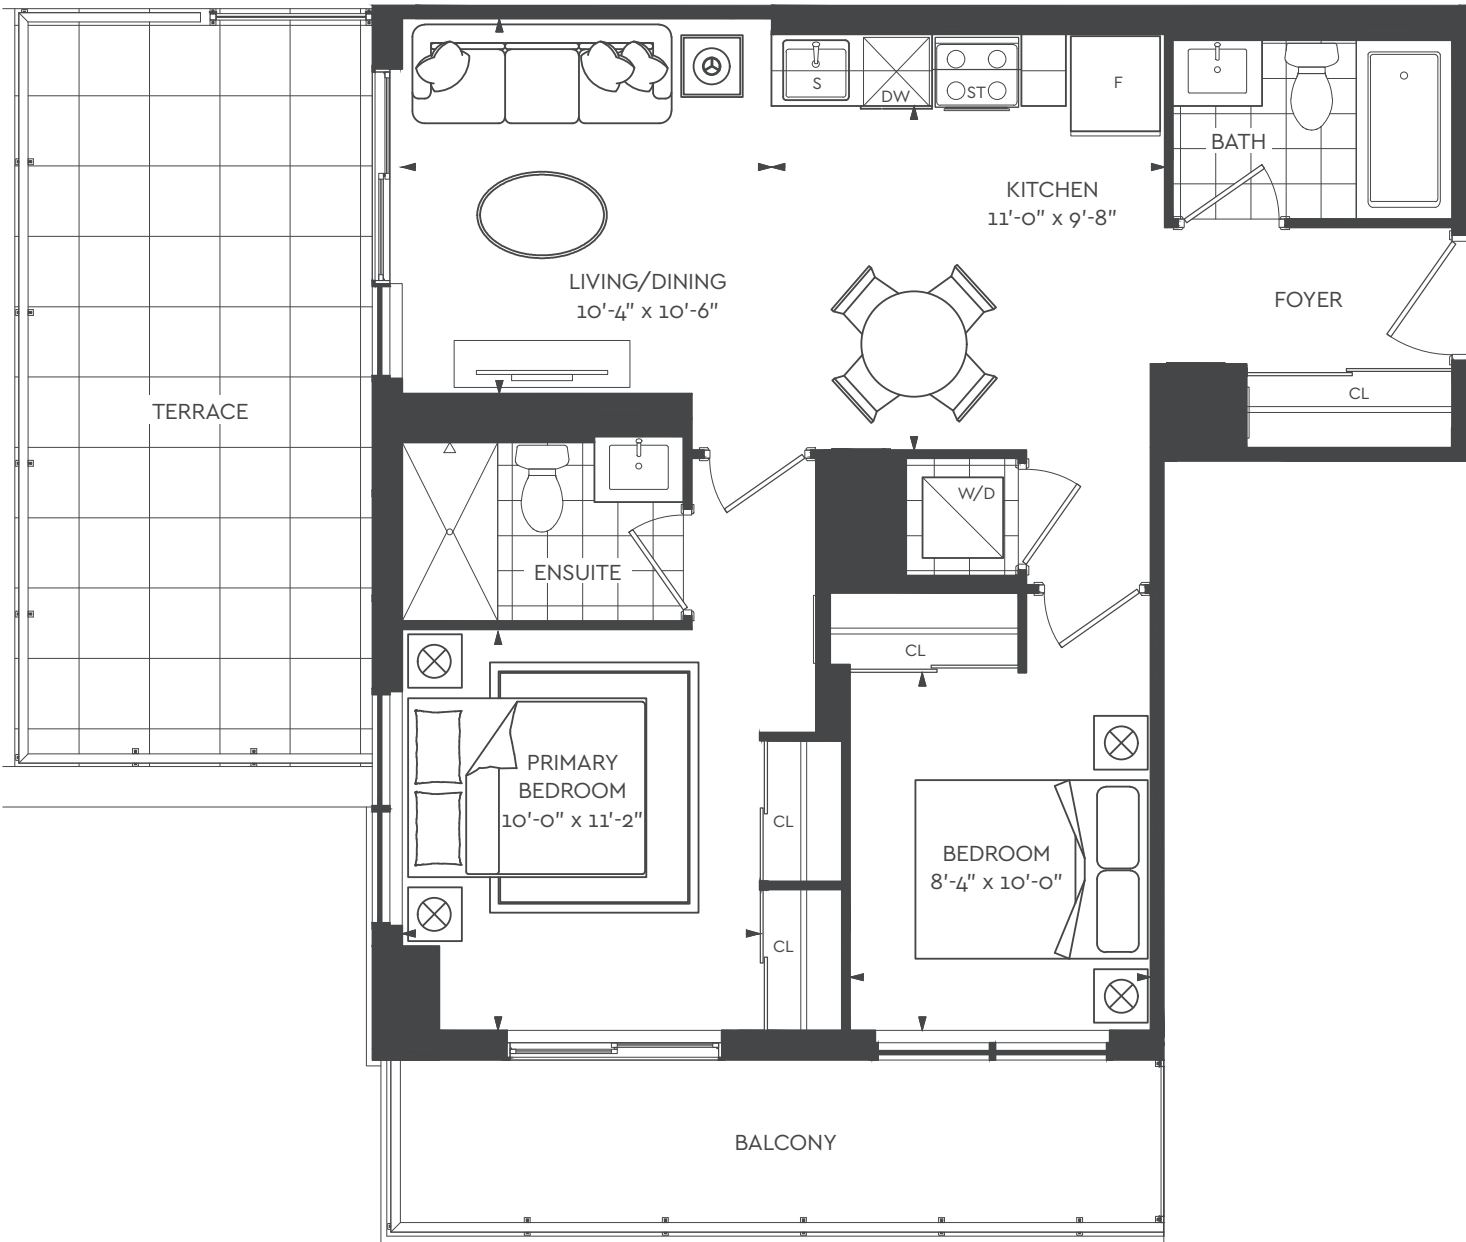 S
DW
ST
F
BATH
KITCHEN
11'-0" x 9'-8"
LIVING/DINING
10'-4" x 10'-6"
FOYER
CL
TERRACE
W/D
ENSUITE
CL
PRIMARY
BEDROOM
10'-0" x 11'-2"
CL
BEDROOM
8'-4" x 10'-0"
CL
BALCONY